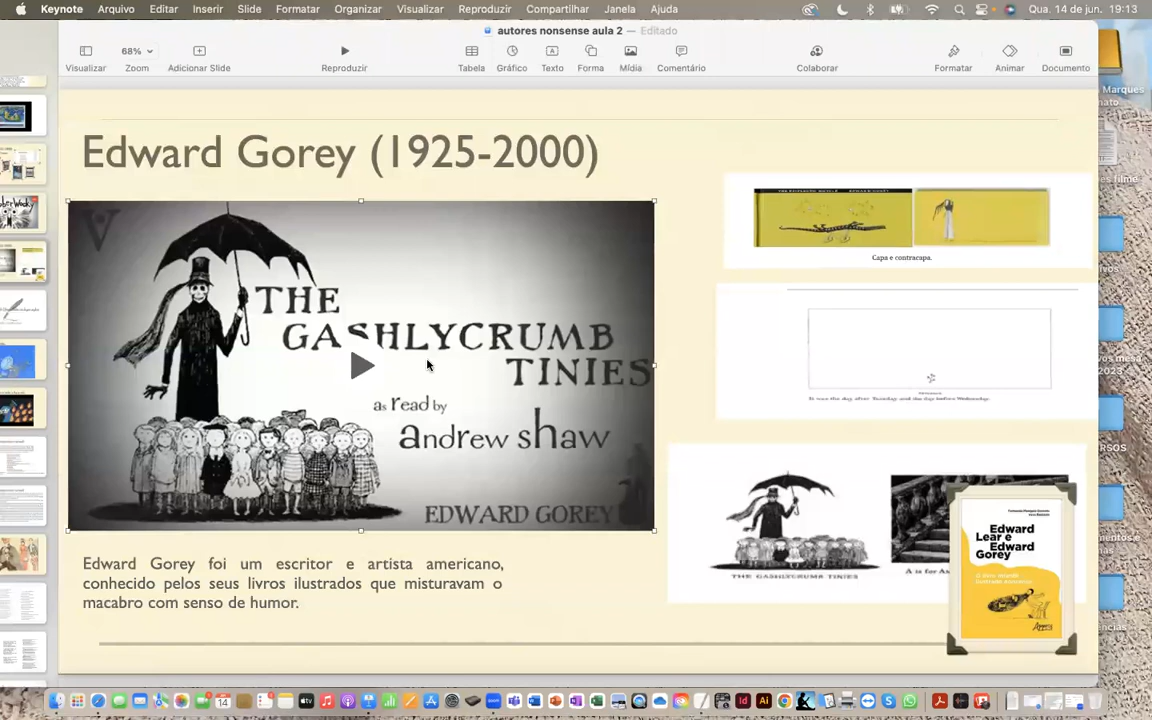 Keynote Arquivo Editar Inserir Slide Formatar Organizar Visualizar Reproduzir Compartilhar Janela Ajuda Qua. 14 de jun. 19:13
autores nonsense aula 2 — Editado
68%
Visualizar Zoom Adicionar Slide Reproduzir Tabela Gráfico Texto Forma Mídia Comentário Colaborar Formatar Animar Documento
Marques
Edward Gorey (1925-2000)
V
THE
GASHLYCRUMB
TINIES
as read by
andrew shaw
EDWARD GOREY
Capa e contracapa.
It was the day after Tuesday and the day before Wednesday.
THE GASHLYCRUMB TINIES
A is for
Edward
Lear e
Edward
Gorey
Edward Gorey foi um escritor e artista americano,
conhecido pelos seus livros ilustrados que misturavam o
macabro com senso de humor.
14